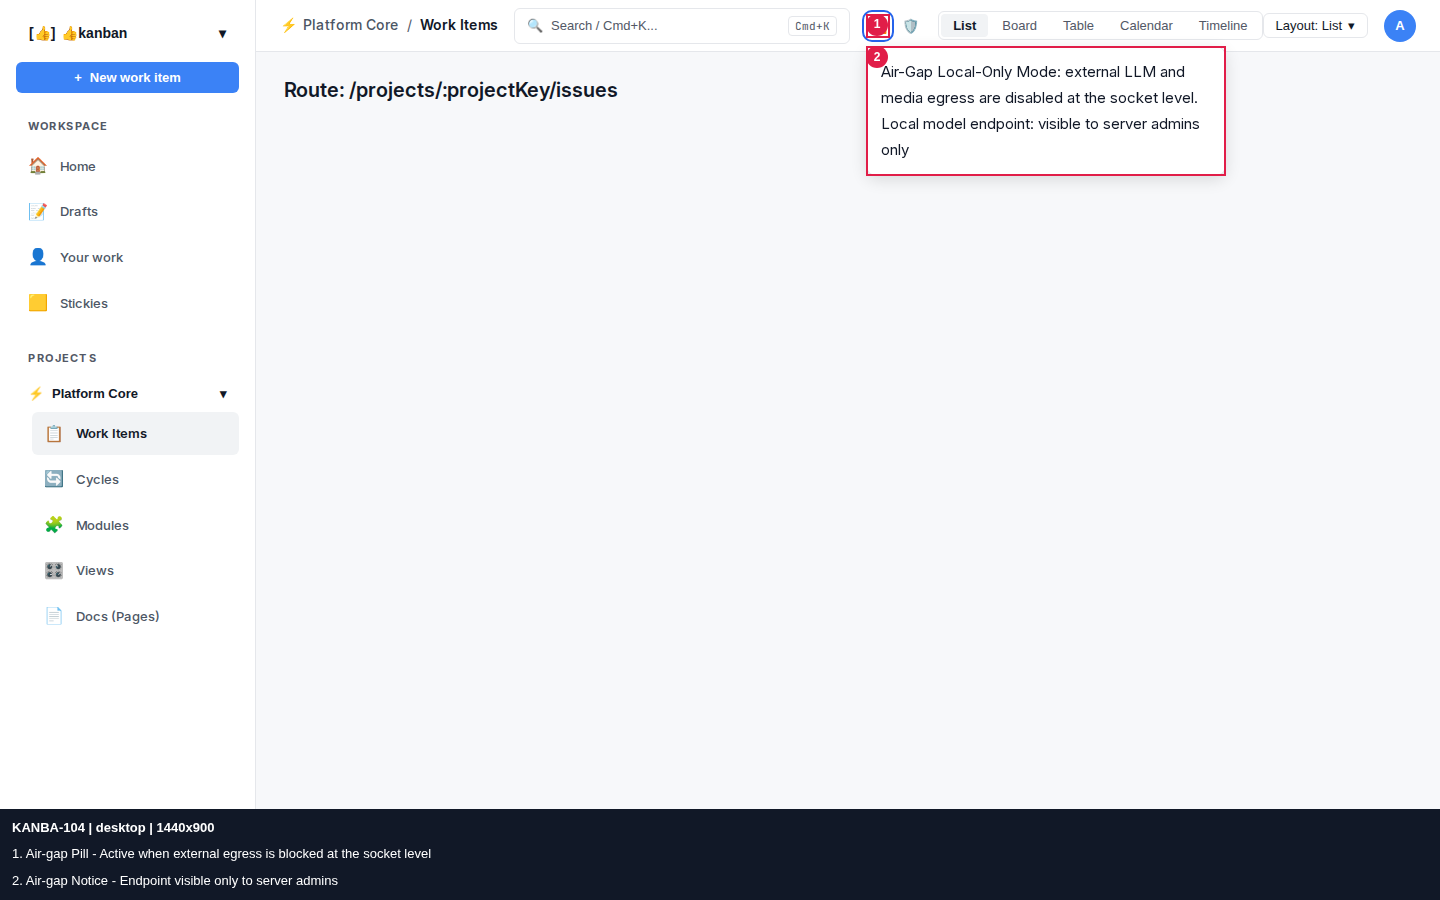 [👍] 👍kanban ▼
+ New work item
WORKSPACE
🏠 Home
📝 Drafts
👤 Your work
🟨 Stickies
PROJECTS
⚡ Platform Core ▼
📋 Work Items
🔄 Cycles
🧩 Modules
🎛️ Views
📄 Docs (Pages)
⚡ Platform Core / Work Items
🔍 Search / Cmd+K... Cmd+K
1
🛡️
List Board Table Calendar Timeline
Layout: List ▼
A
Route: /projects/:projectKey/issues
2
Air-Gap Local-Only Mode: external LLM and
media egress are disabled at the socket level.
Local model endpoint: visible to server admins
only
KANBA-104 | desktop | 1440x900
1. Air-gap Pill - Active when external egress is blocked at the socket level
2. Air-gap Notice - Endpoint visible only to server admins